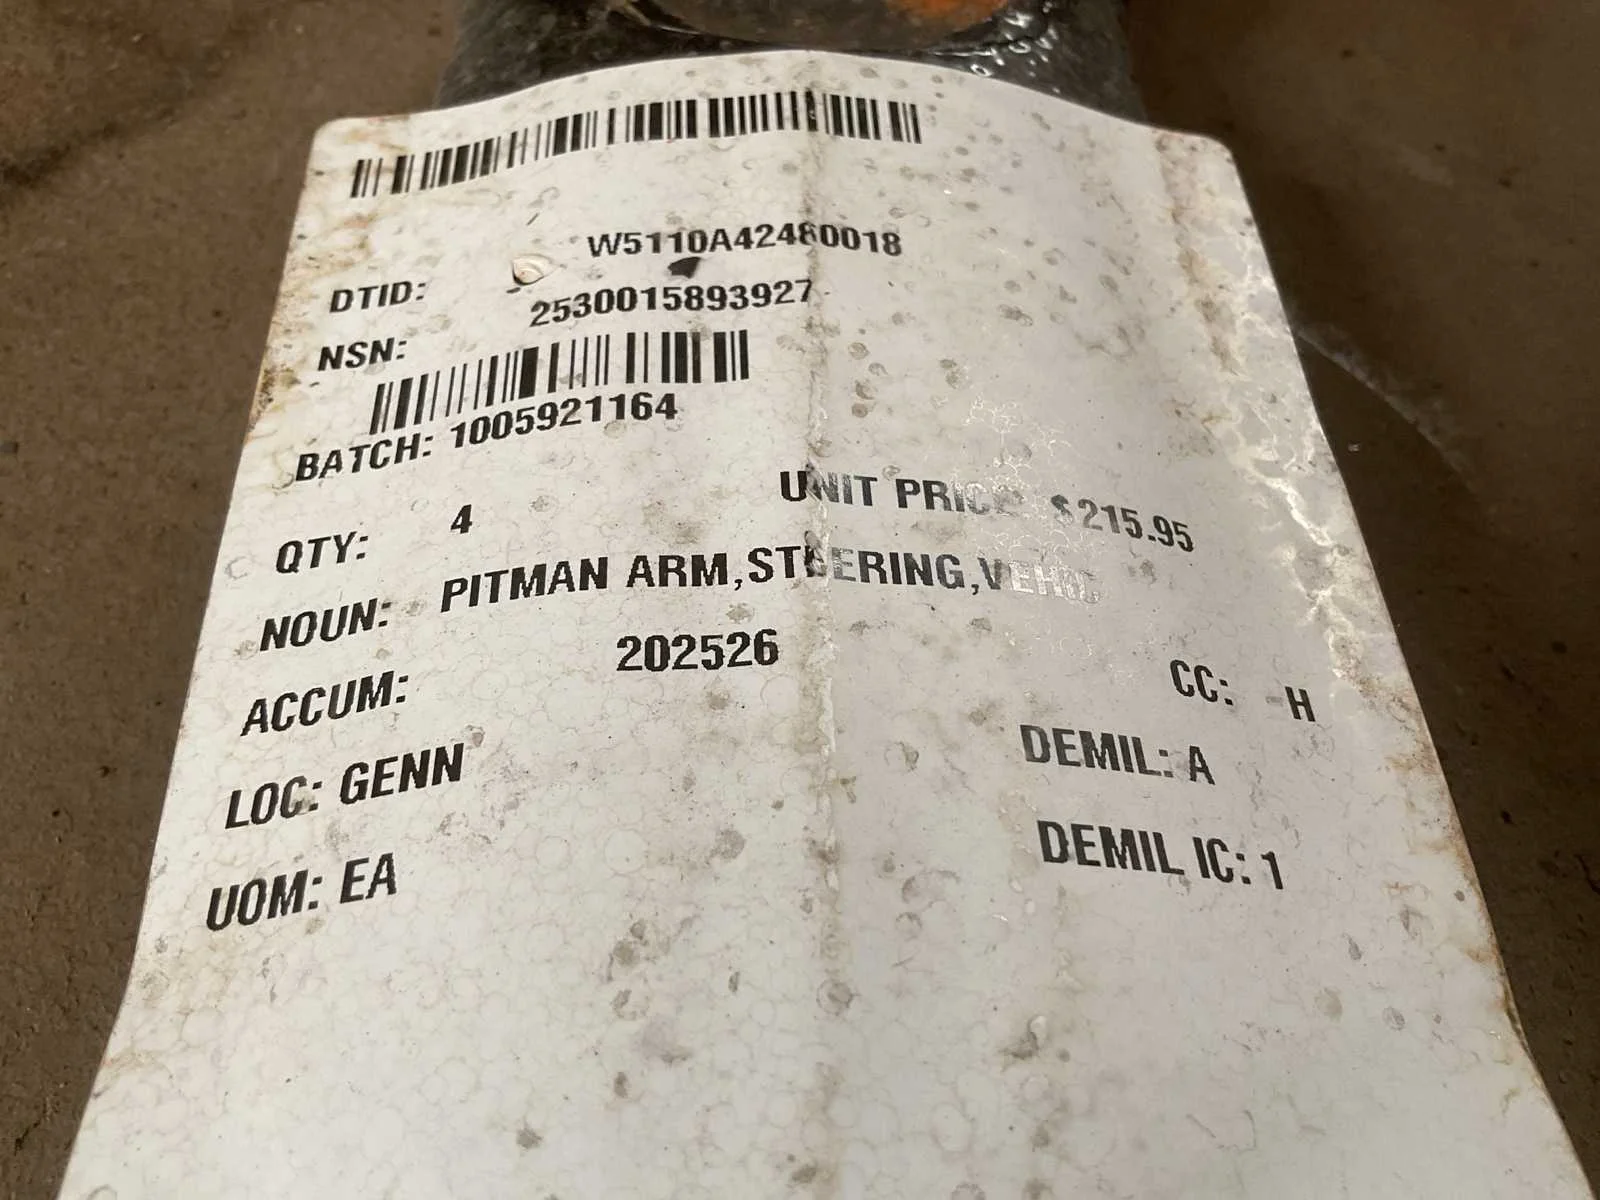 DTID: W5110A42480018
NSN: 2530015893927
BATCH: 1005921164
QTY: 4 UNIT PRICE $215.95
NOUN: PITMAN ARM,STEERING,VEHIC
ACCUM: 202526
LOC: GENN CC: H
UOM: EA DEMIL: A
DEMIL IC: 1